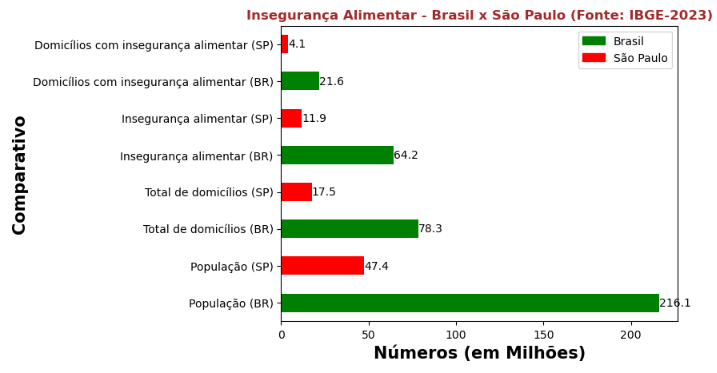 Insegurança Alimentar - Brasil x São Paulo (Fonte: IBGE-2023)
Brasil
São Paulo
Comparativo
Domicílios com insegurança alimentar (SP) 4.1
Domicílios com insegurança alimentar (BR) 21.6
Insegurança alimentar (SP) 11.9
Insegurança alimentar (BR) 64.2
Total de domicílios (SP) 17.5
Total de domicílios (BR) 78.3
População (SP) 47.4
População (BR) 216.1
0 50 100 150 200
Números (em Milhões)